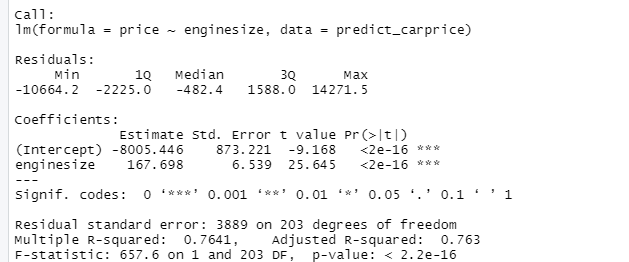 Call:
lm(formula = price ~ enginesize, data = predict_carprice)
Residuals:
Min 1Q Median 3Q Max
-10664.2 -2225.0 -482.4 1588.0 14271.5
Coefficients:
Estimate Std. Error t value Pr(>|t|)
(Intercept) -8005.446 873.221 -9.168 <2e-16 ***
enginesize 167.698 6.539 25.645 <2e-16 ***
---
Signif. codes: 0 ‘***’ 0.001 ‘**’ 0.01 ‘*’ 0.05 ‘.’ 0.1 ‘ ’ 1
Residual standard error: 3889 on 203 degrees of freedom
Multiple R-squared: 0.7641, Adjusted R-squared: 0.763
F-statistic: 657.6 on 1 and 203 DF, p-value: < 2.2e-16